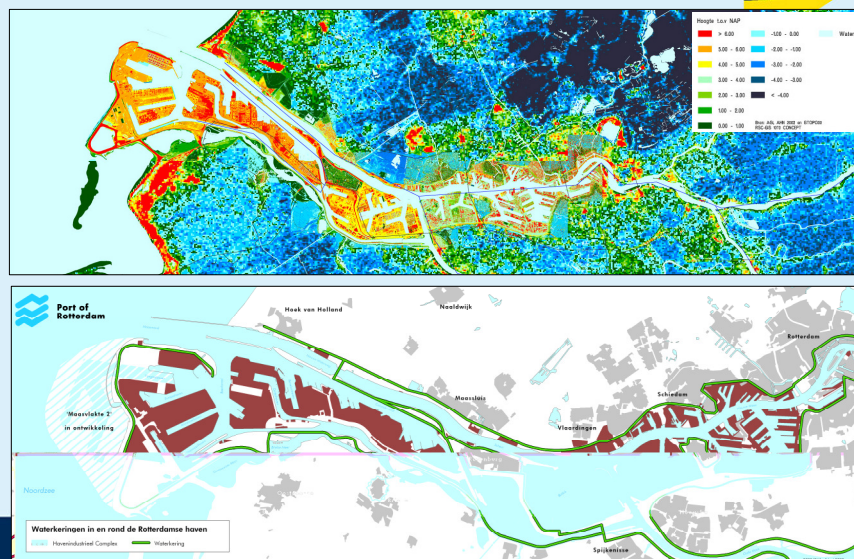 Hoogte t.o.v NAP
> 6.00
5.00 - 6.00
4.00 - 5.00
3.00 - 4.00
2.00 - 3.00
1.00 - 2.00
0.00 - 1.00
-1.00 - 0.00
-2.00 - -1.00
-3.00 - -2.00
-4.00 - -3.00
< -4.00
Water
Port of
Rotterdam
Hoek van Holland
Naaldwijk
Rotterdam
Maassluis
Schiedam
'Maasvlakte 2'
in ontwikkeling
Vlaardingen
Noordzee
Waterkeringen in en rond de Rotterdamse haven
Havenindustrieel Complex
Waterkering
Spijkenisse